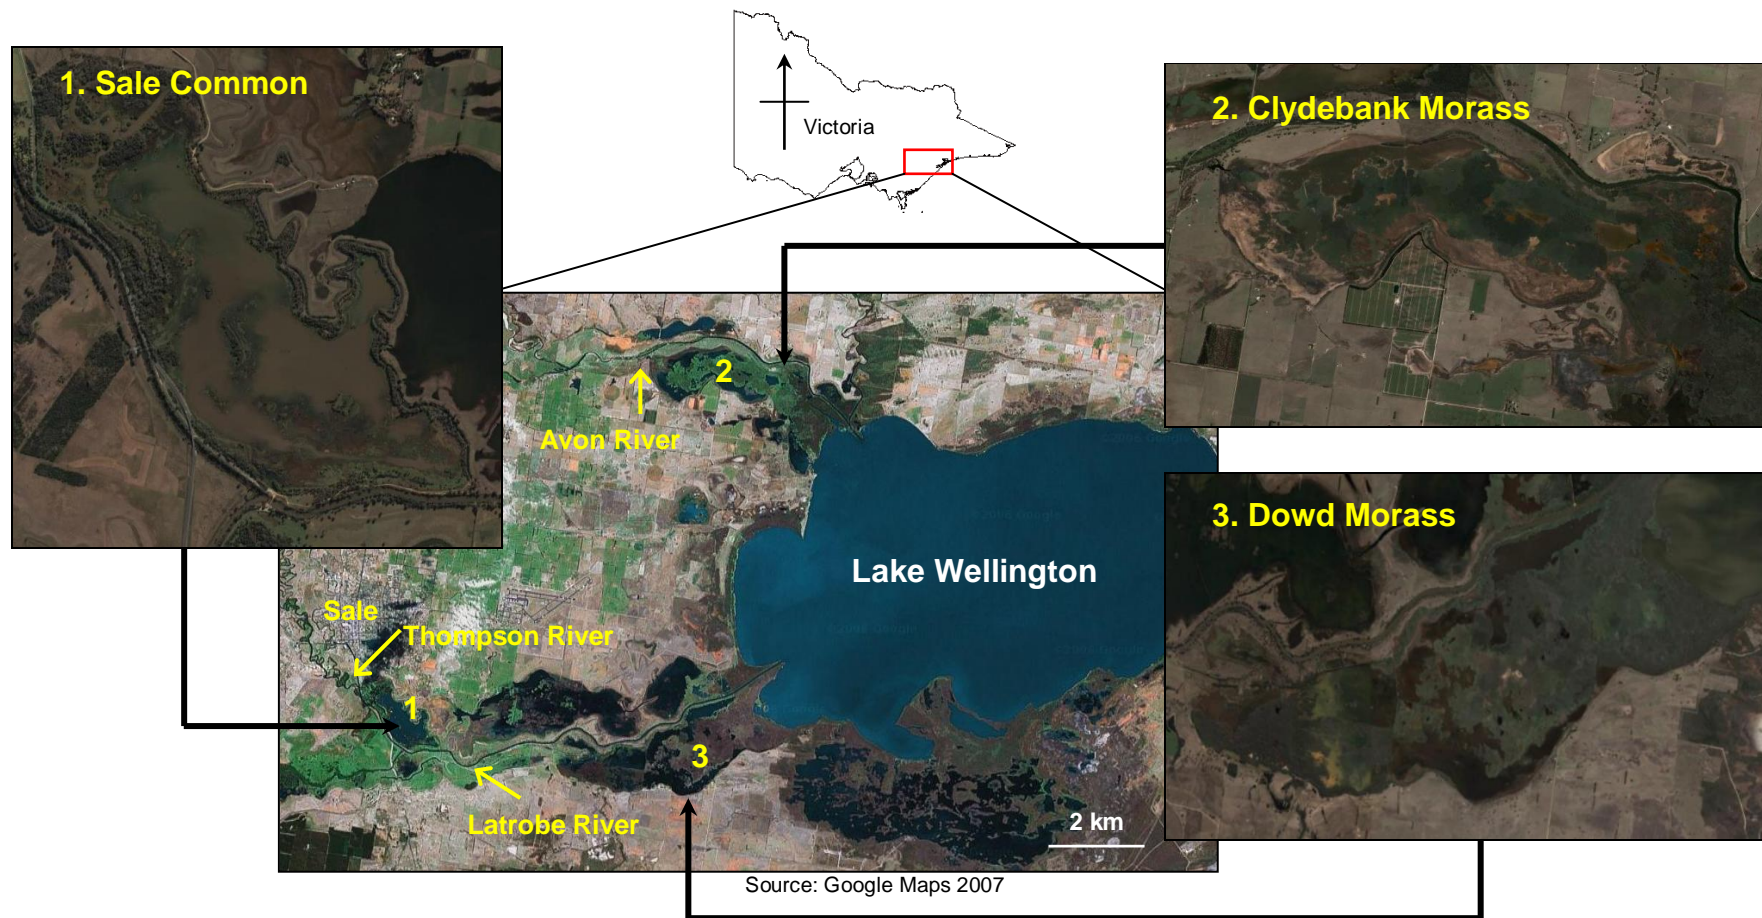 1. Sale Common
Victoria
2. Clydebank Morass
2
Avon River
3. Dowd Morass
Lake Wellington
Sale
Thompson River
1
3
Latrobe River
2 km
Source: Google Maps 2007